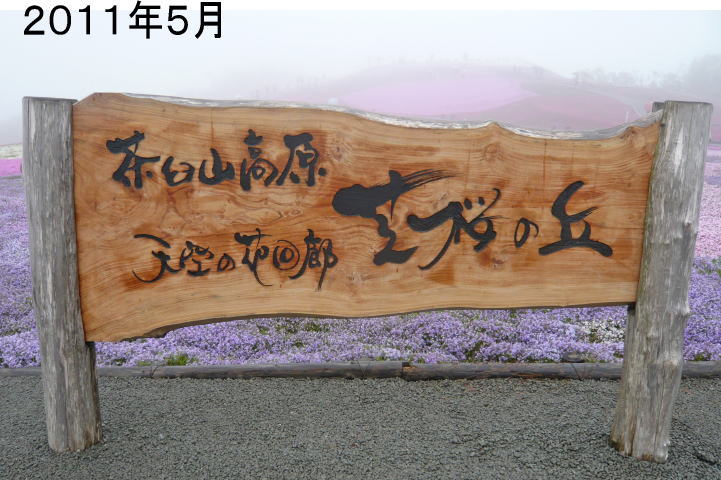 2011年5月
茶臼山高原
天空の花回廊
芝桜の丘